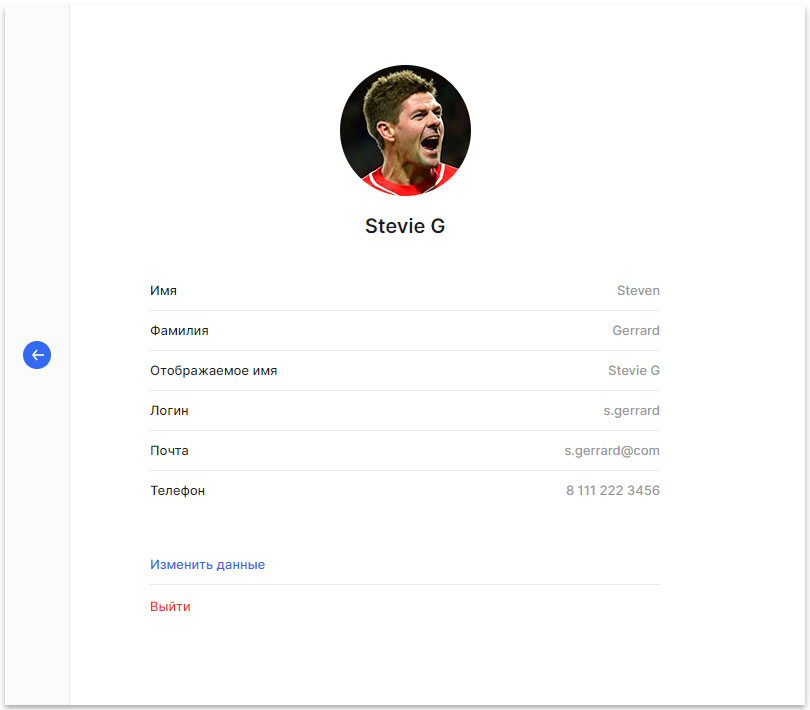 Stevie G
Имя Steven
Фамилия Gerrard
Отображаемое имя Stevie G
Логин s.gerrard
Почта s.gerrard@com
Телефон 8 111 222 3456
Изменить данные
Выйти